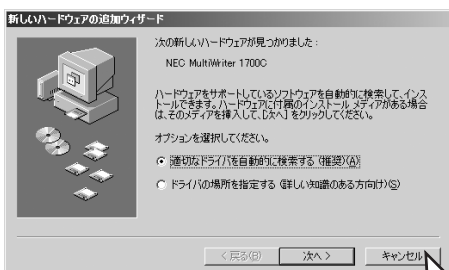 新しいハードウェアの追加ウィザード
次の新しいハードウェアが見つかりました：
NEC MultiWriter 1700C
ハードウェアをサポートしているソフトウェアを自動的に検索して、インス
トールできます。ハードウェアに付属のインストール メディアがある場合
は、そのメディアを挿入して、[次へ] をクリックしてください。
オプションを選択してください。
適切なドライバを自動的に検索する (推奨)(A)
ドライバの場所を指定する (詳しい知識のある方向け)(S)
< 戻る(B) 次へ > キャンセル